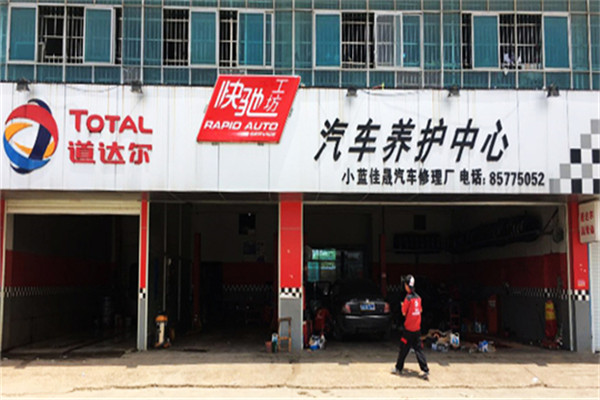 TOTAL
道达尔
快驰工坊
RAPID AUTO
SERVICE
汽车养护中心
小蓝佳晟汽车修理厂 电话:85775052